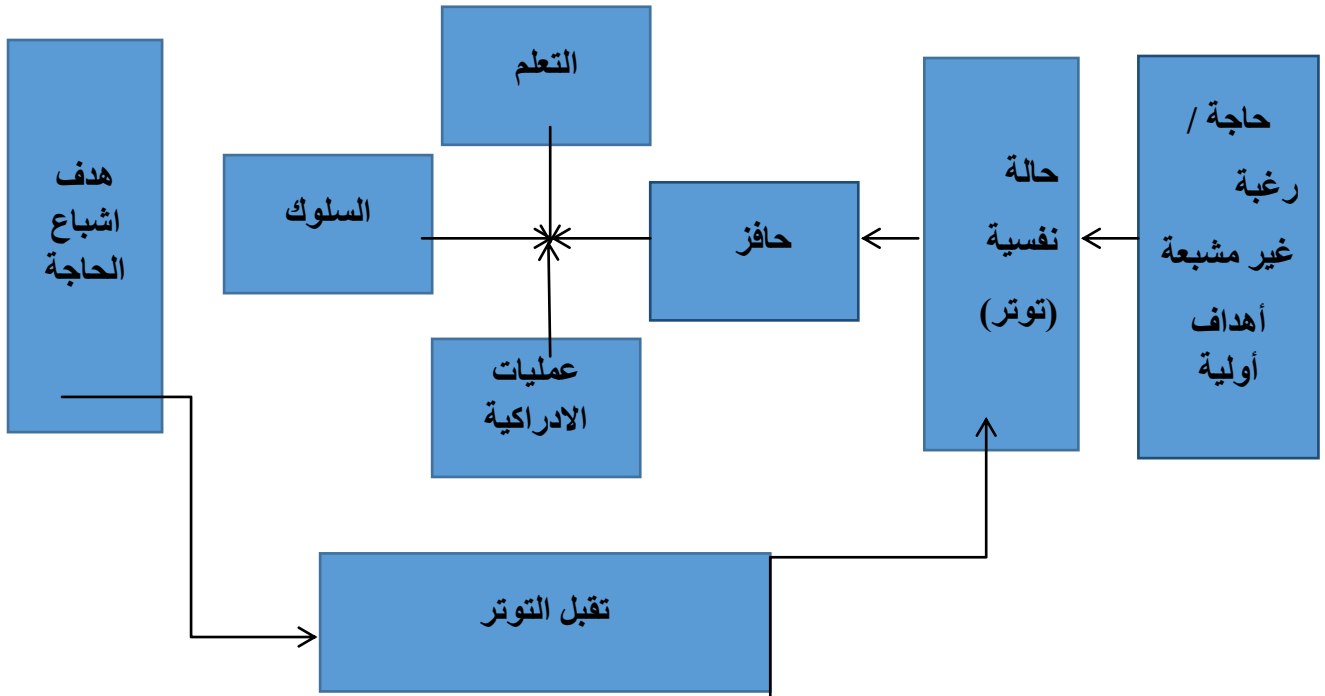 حاجة /
رغبة
غير مشبعة
أهداف
أولية
حالة
نفسية
(توتر)
حافز
التعلم
عمليات
الادراكية
السلوك
هدف
اشباع
الحاجة
تقبل التوتر